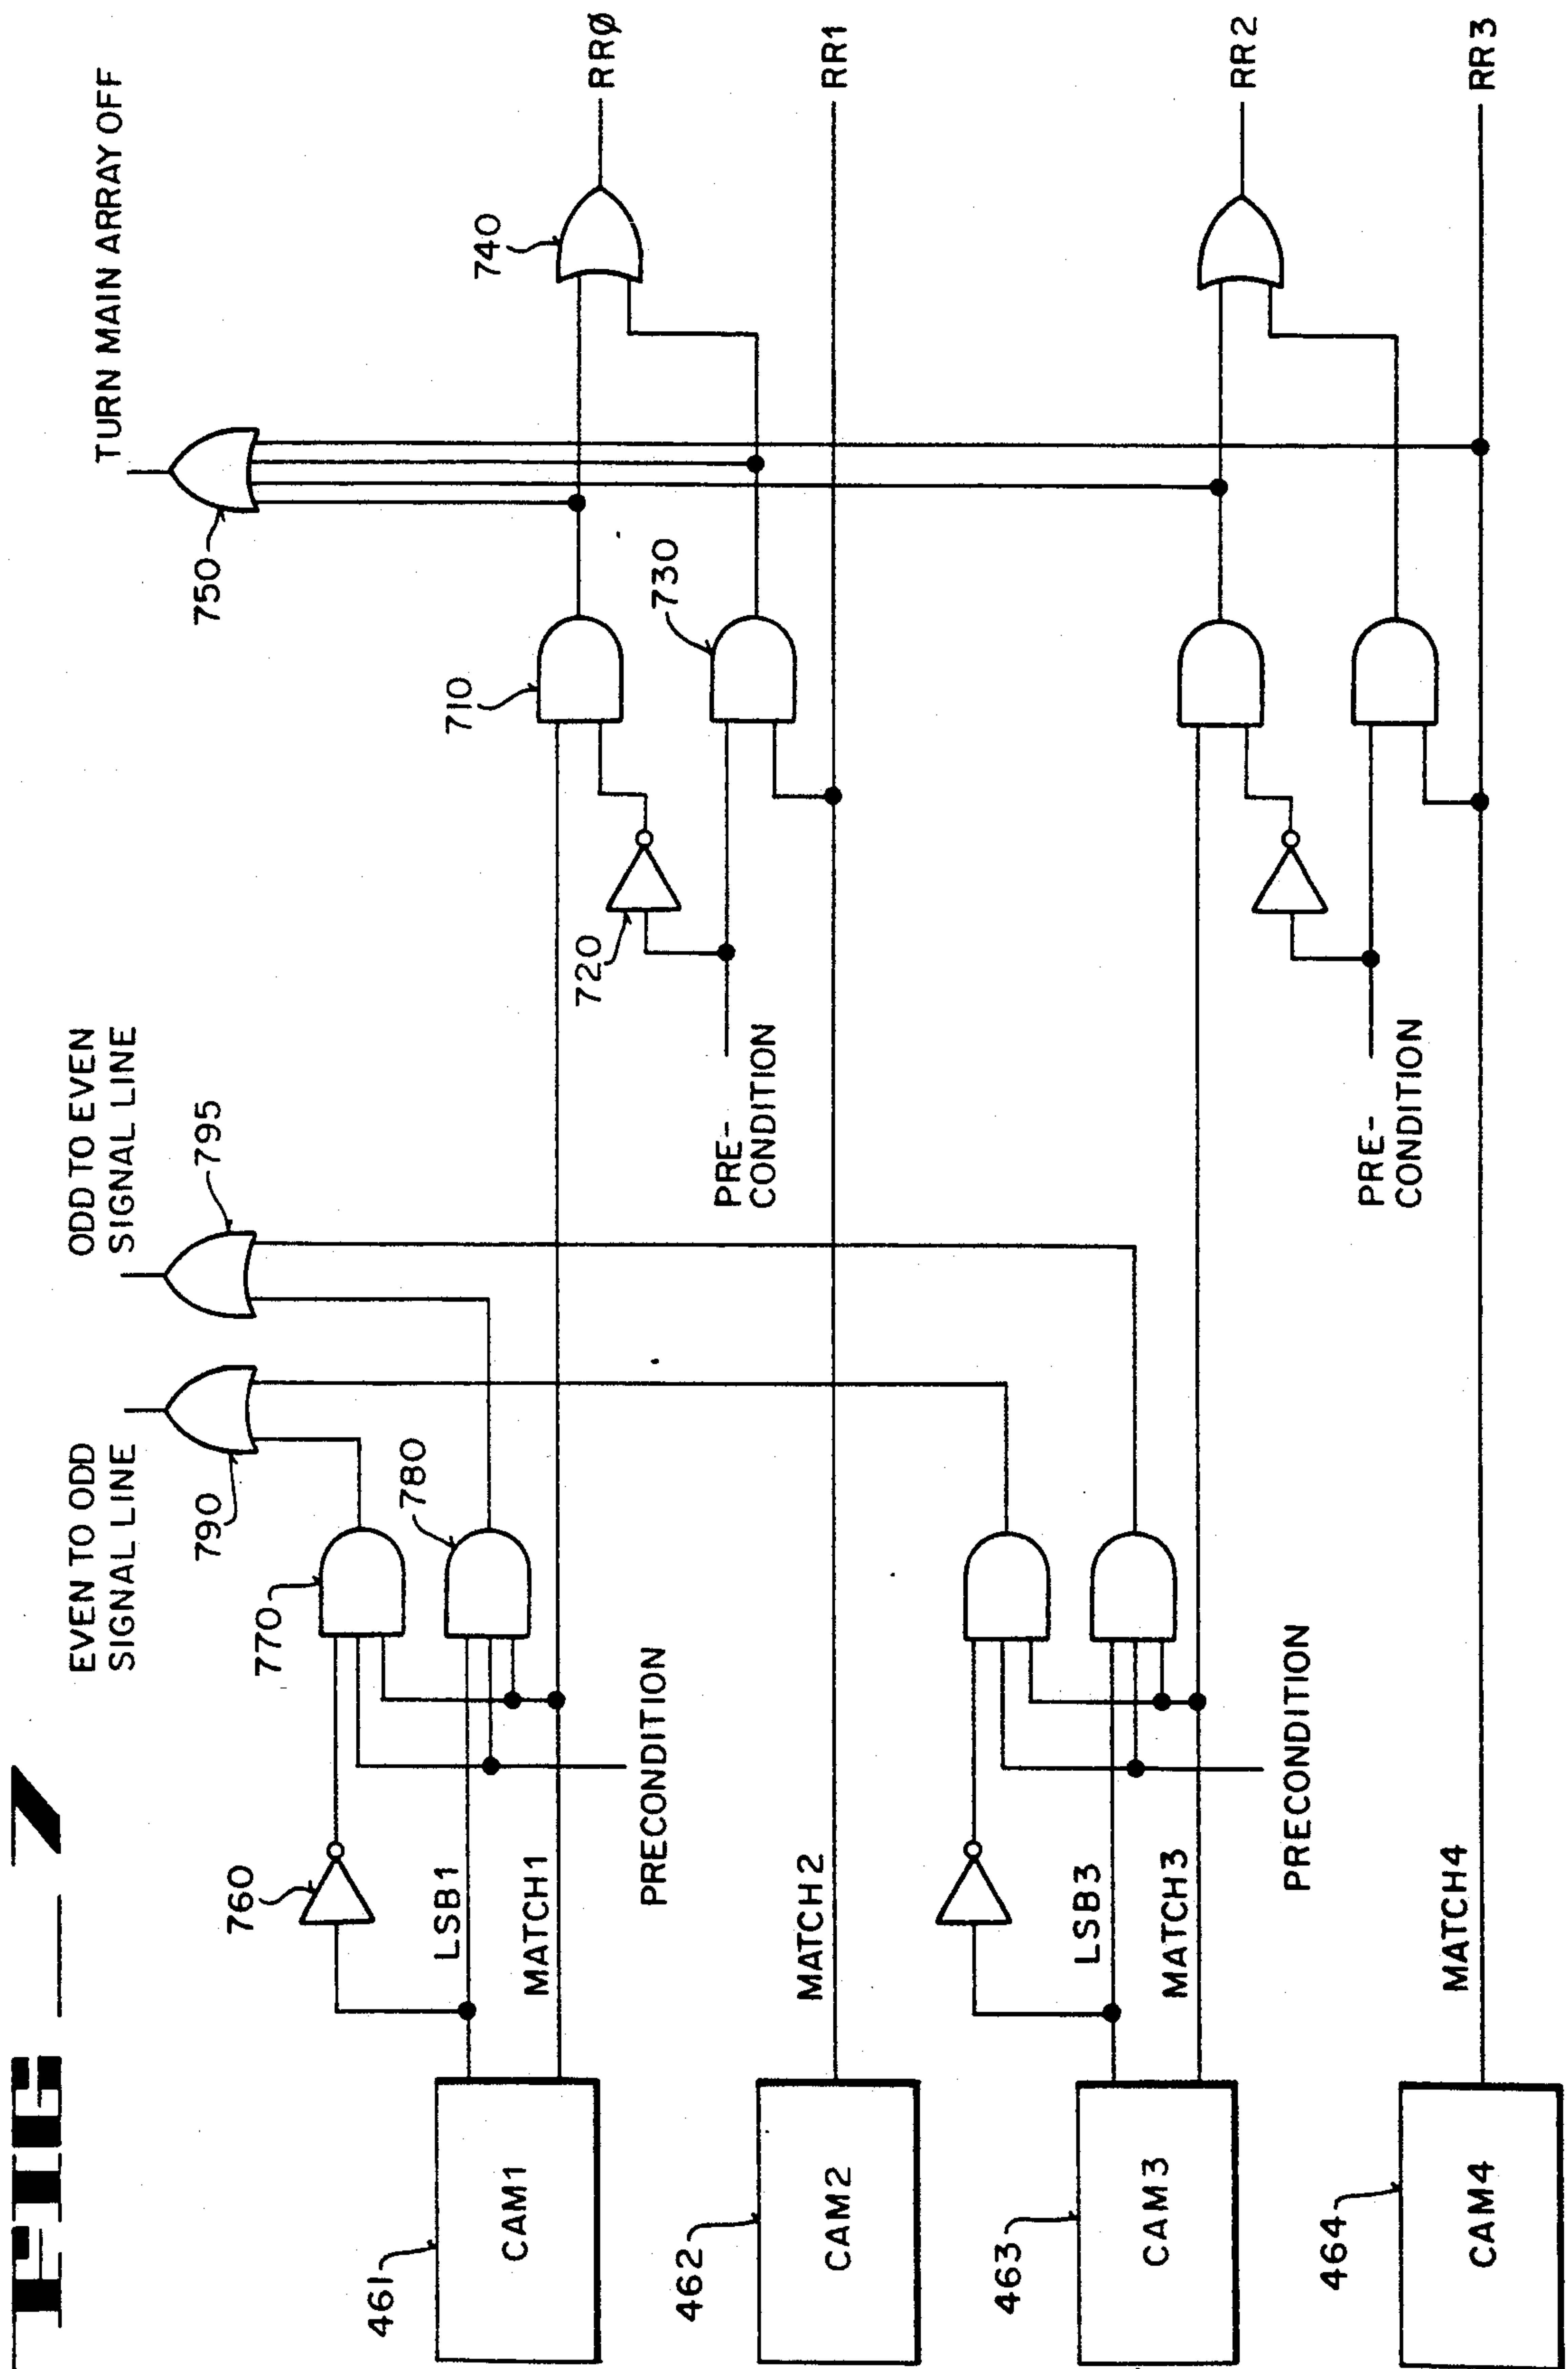 FIG 7
EVEN TO ODD
SIGNAL LINE
ODD TO EVEN
SIGNAL LINE
TURN MAIN ARRAY OFF
790
795
750
760
770
780
710
740
RRØ
461
CAM1
LSB1
MATCH1
PRECONDITION
720
PRE-
CONDITION
730
462
CAM2
MATCH2
RR1
463
CAM3
LSB3
MATCH3
PRECONDITION
PRE-
CONDITION
RR2
464
CAM4
MATCH4
RR3